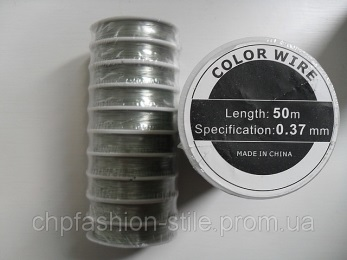 COLOR WIRE
Length: 50m
Specification:0.37 mm
MADE IN CHINA
chpfashion-stile.prom.ua